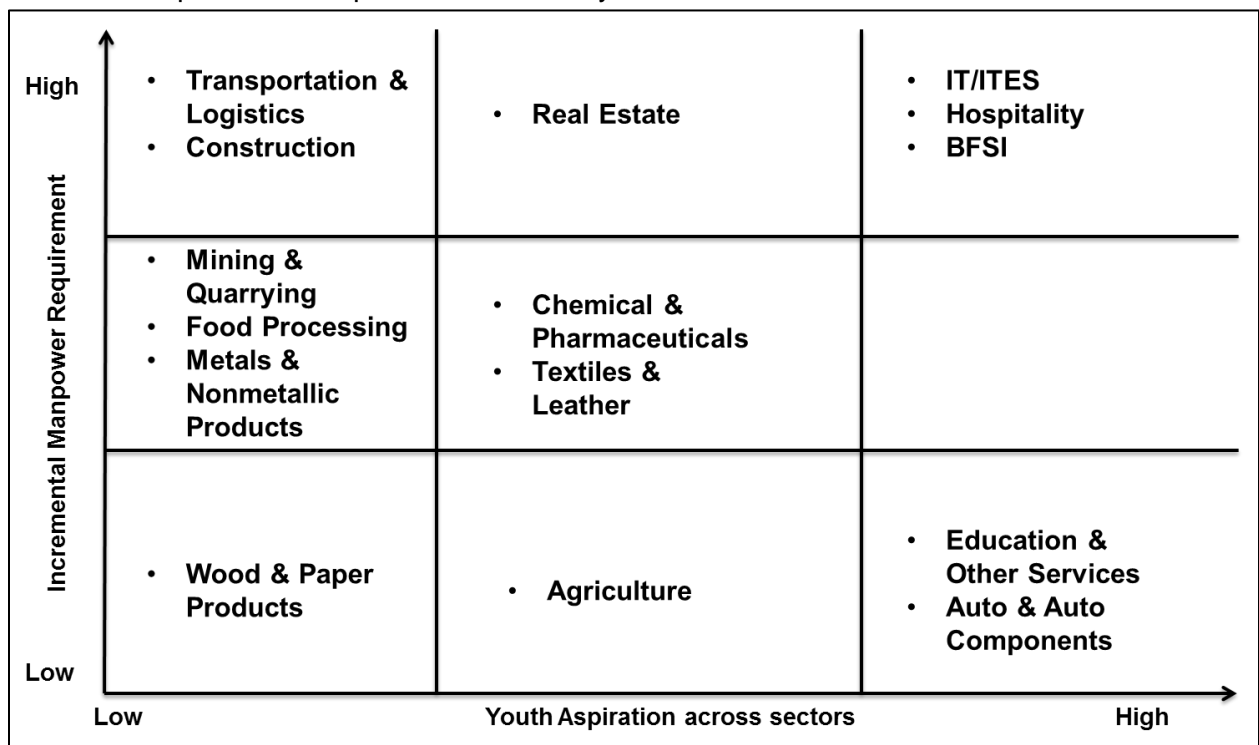 High
Incremental Manpower Requirement
Low
• Transportation &
Logistics
• Construction
• Real Estate
• IT/ITES
• Hospitality
• BFSI
• Mining &
Quarrying
• Food Processing
• Metals &
Nonmetallic
Products
• Chemical &
Pharmaceuticals
• Textiles &
Leather
• Wood & Paper
Products
• Agriculture
• Education &
Other Services
• Auto & Auto
Components
Low
Youth Aspiration across sectors
High